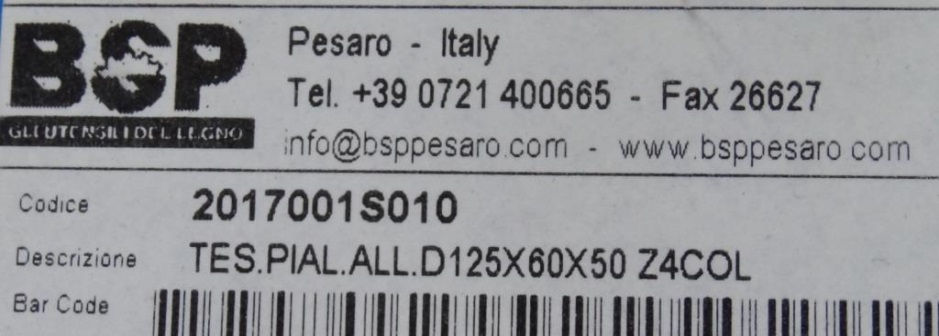 BSP
GLI UTENSILI DEL LEGNO
Pesaro - Italy
Tel. +39 0721 400665 - Fax 26627
info@bsppesaro.com - www.bsppesaro.com
Codice 2017001S010
Descrizione TES.PIAL.ALL.D125X60X50 Z4COL
Bar Code